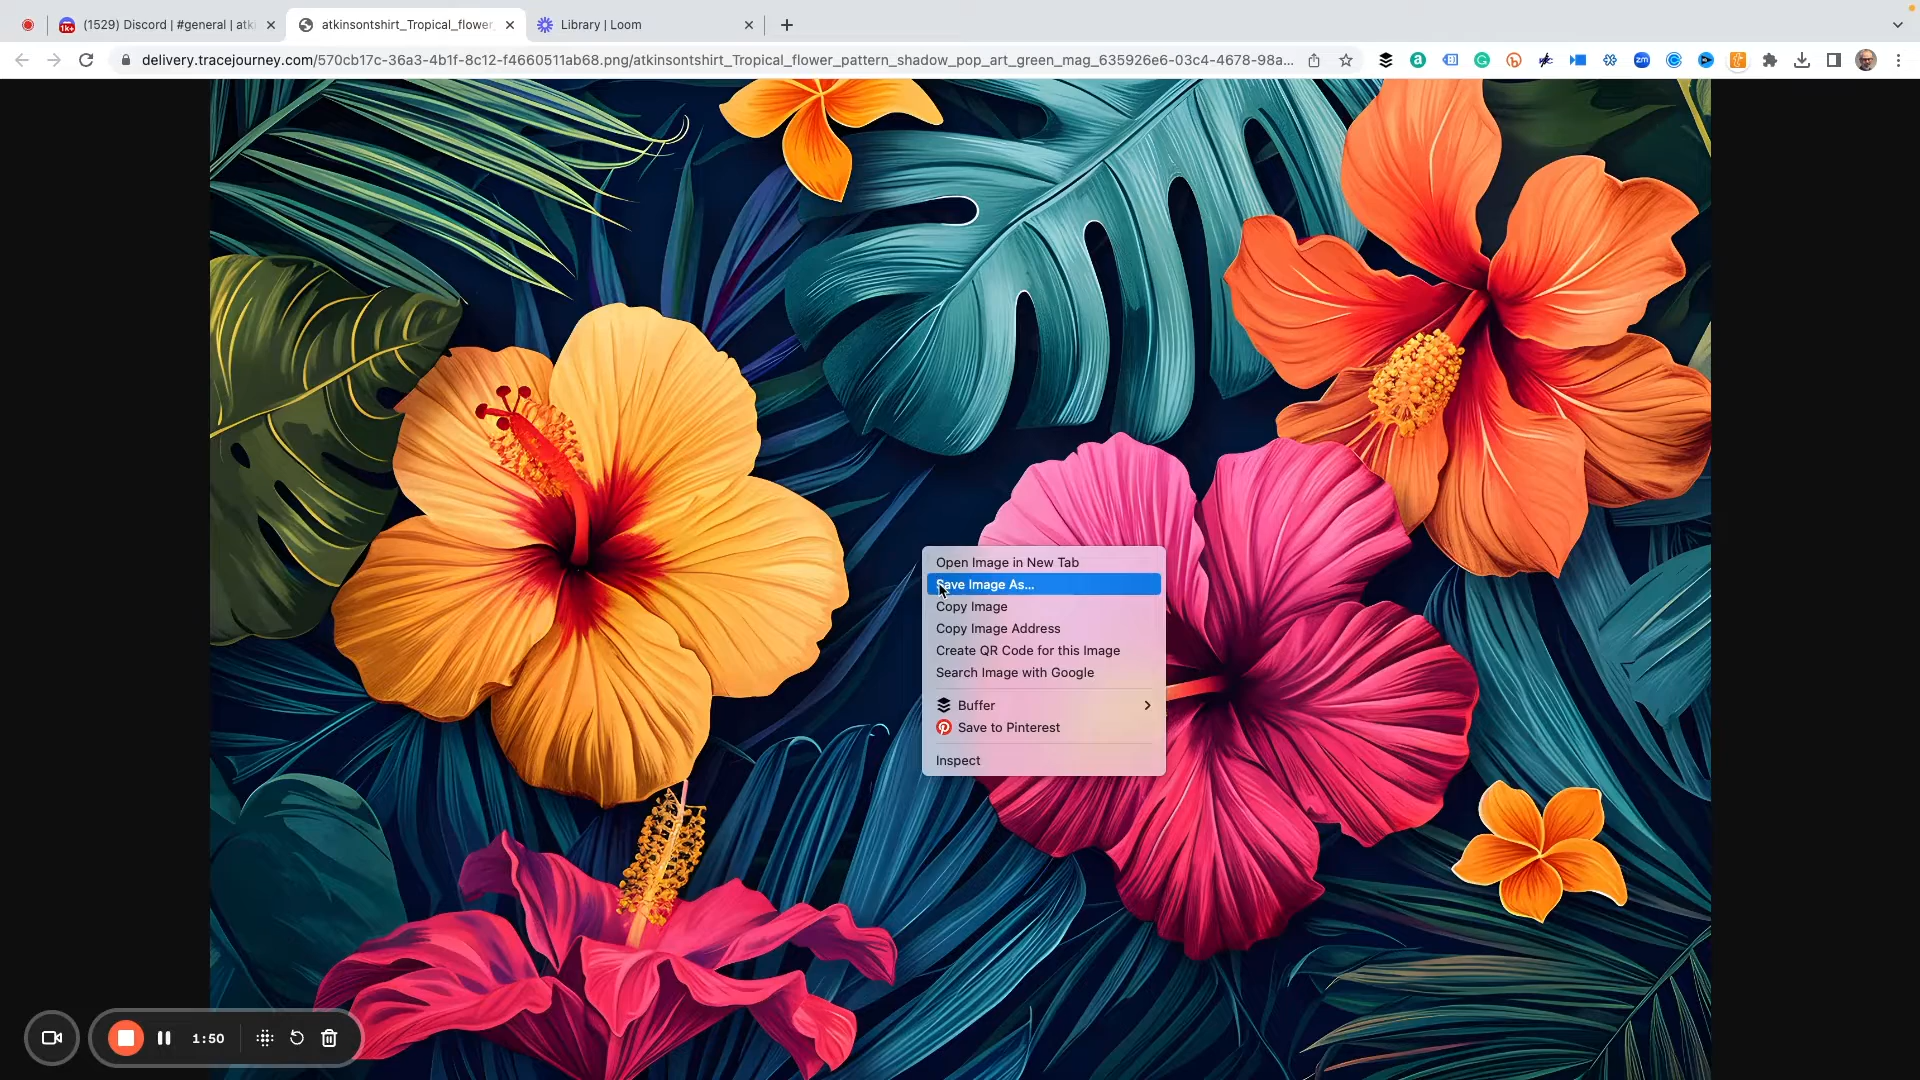 (1529) Discord | #general | atki
atkinsontshirt_Tropical_flower_
Library | Loom
delivery.tracejourney.com/570cb17c-36a3-4b1f-8c12-f4660511ab68.png/atkinsontshirt_Tropical_flower_pattern_shadow_pop_art_green_mag_635926e6-03c4-4678-98a...
Open Image in New Tab
Save Image As...
Copy Image
Copy Image Address
Create QR Code for this Image
Search Image with Google
Buffer
Save to Pinterest
Inspect
1:50